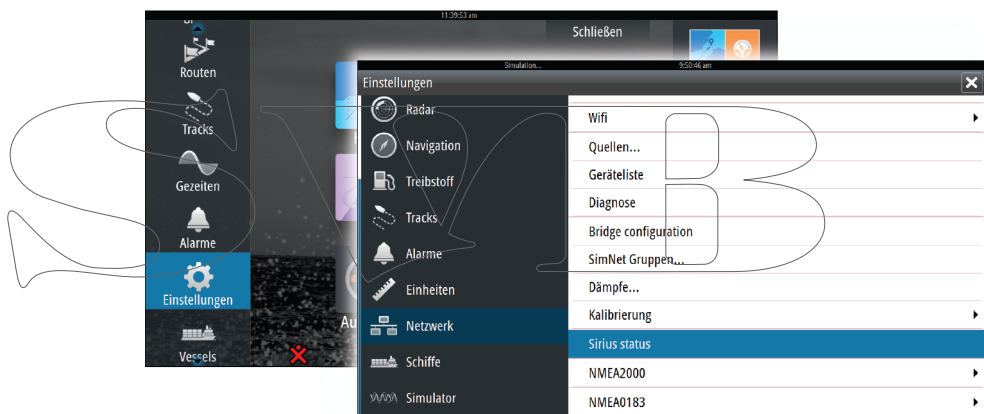 11:39:53 am
Schließen
Routen
Tracks
Gezeiten
Alarme
Einstellungen
Vessels
Simulation...
9:50:46 am
Einstellungen
Radar
Navigation
Treibstoff
Tracks
Alarme
Einheiten
Netzwerk
Schiffe
Simulator
Wifi
Quellen...
Geräteliste
Diagnose
Bridge configuration
SimNet Gruppen...
Dämpfe...
Kalibrierung
Sirius status
NMEA2000
NMEA0183